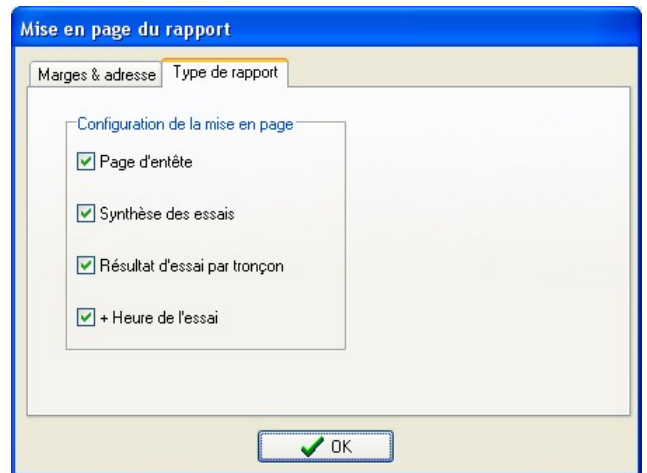 Mise en page du rapport
Marges & adresse Type de rapport
Configuration de la mise en page
Page d'entête
Synthèse des essais
Résultat d'essai par tronçon
+ Heure de l'essai
OK